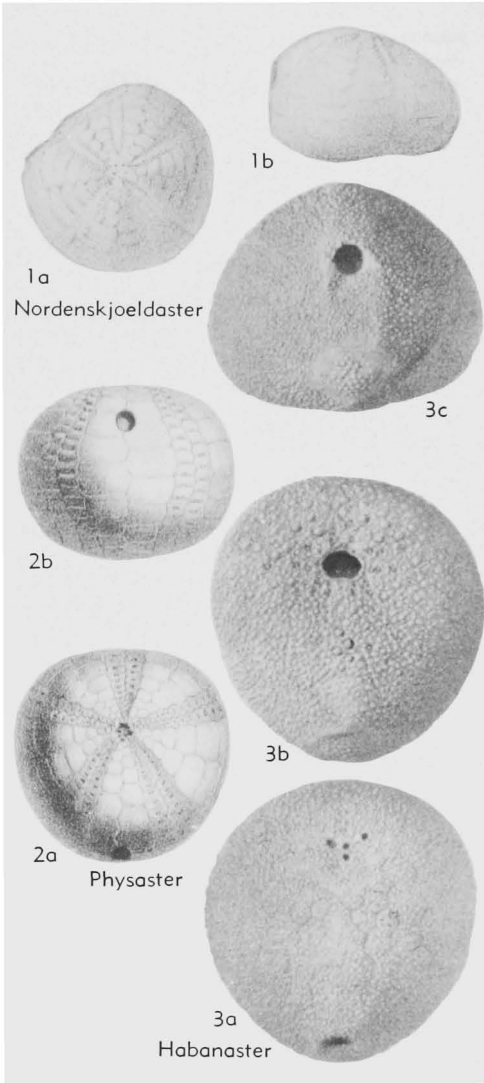 1a
1b
Nordenskjoeldaster
3c
2b
3b
2a
Physaster
3a
Habanaster